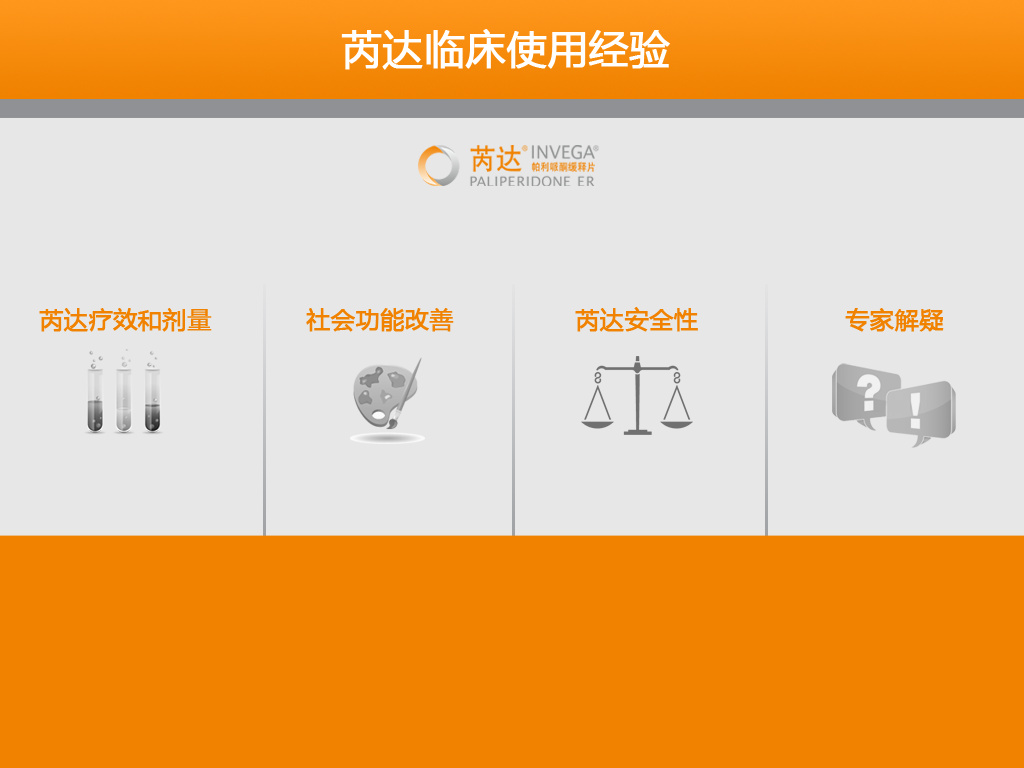 芮达临床使用经验
芮达® INVEGA®
帕利哌酮缓释片
PALIPERIDONE ER
芮达疗效和剂量
社会功能改善
芮达安全性
专家解疑